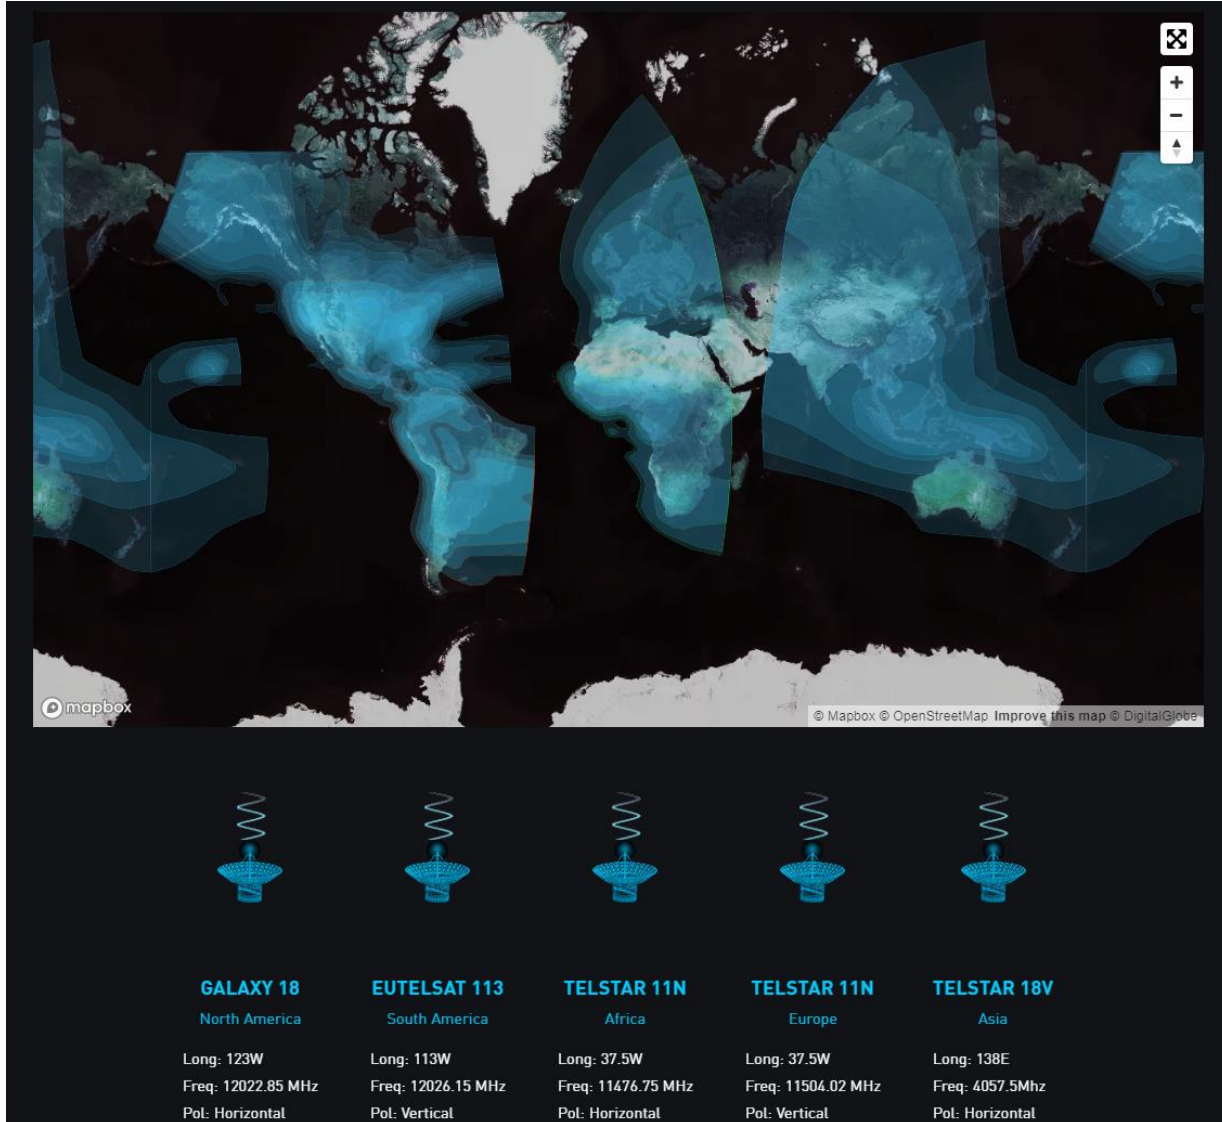 +
−
mapbox
© Mapbox © OpenStreetMap Improve this map © DigitalGlobe
GALAXY 18
EUTELSAT 113
TELSTAR 11N
TELSTAR 11N
TELSTAR 18V
North America
South America
Africa
Europe
Asia
Long: 123W
Long: 113W
Long: 37.5W
Long: 37.5W
Long: 138E
Freq: 12022.85 MHz
Freq: 12026.15 MHz
Freq: 11476.75 MHz
Freq: 11504.02 MHz
Freq: 4057.5Mhz
Pol: Horizontal
Pol: Vertical
Pol: Horizontal
Pol: Vertical
Pol: Horizontal